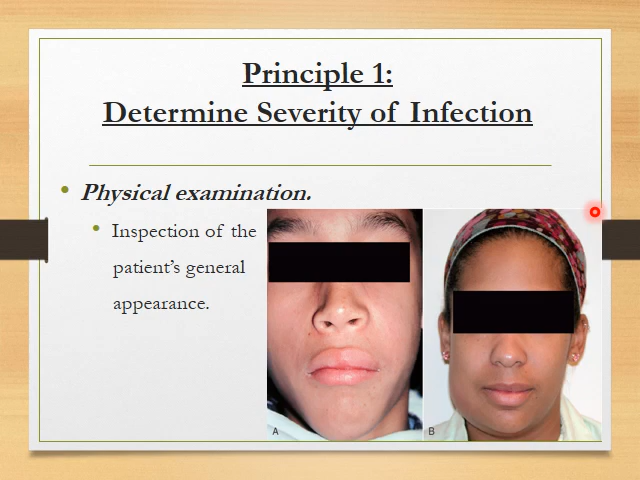 Principle 1:
Determine Severity of Infection
• Physical examination.
• Inspection of the
patient's general
appearance.
A
B